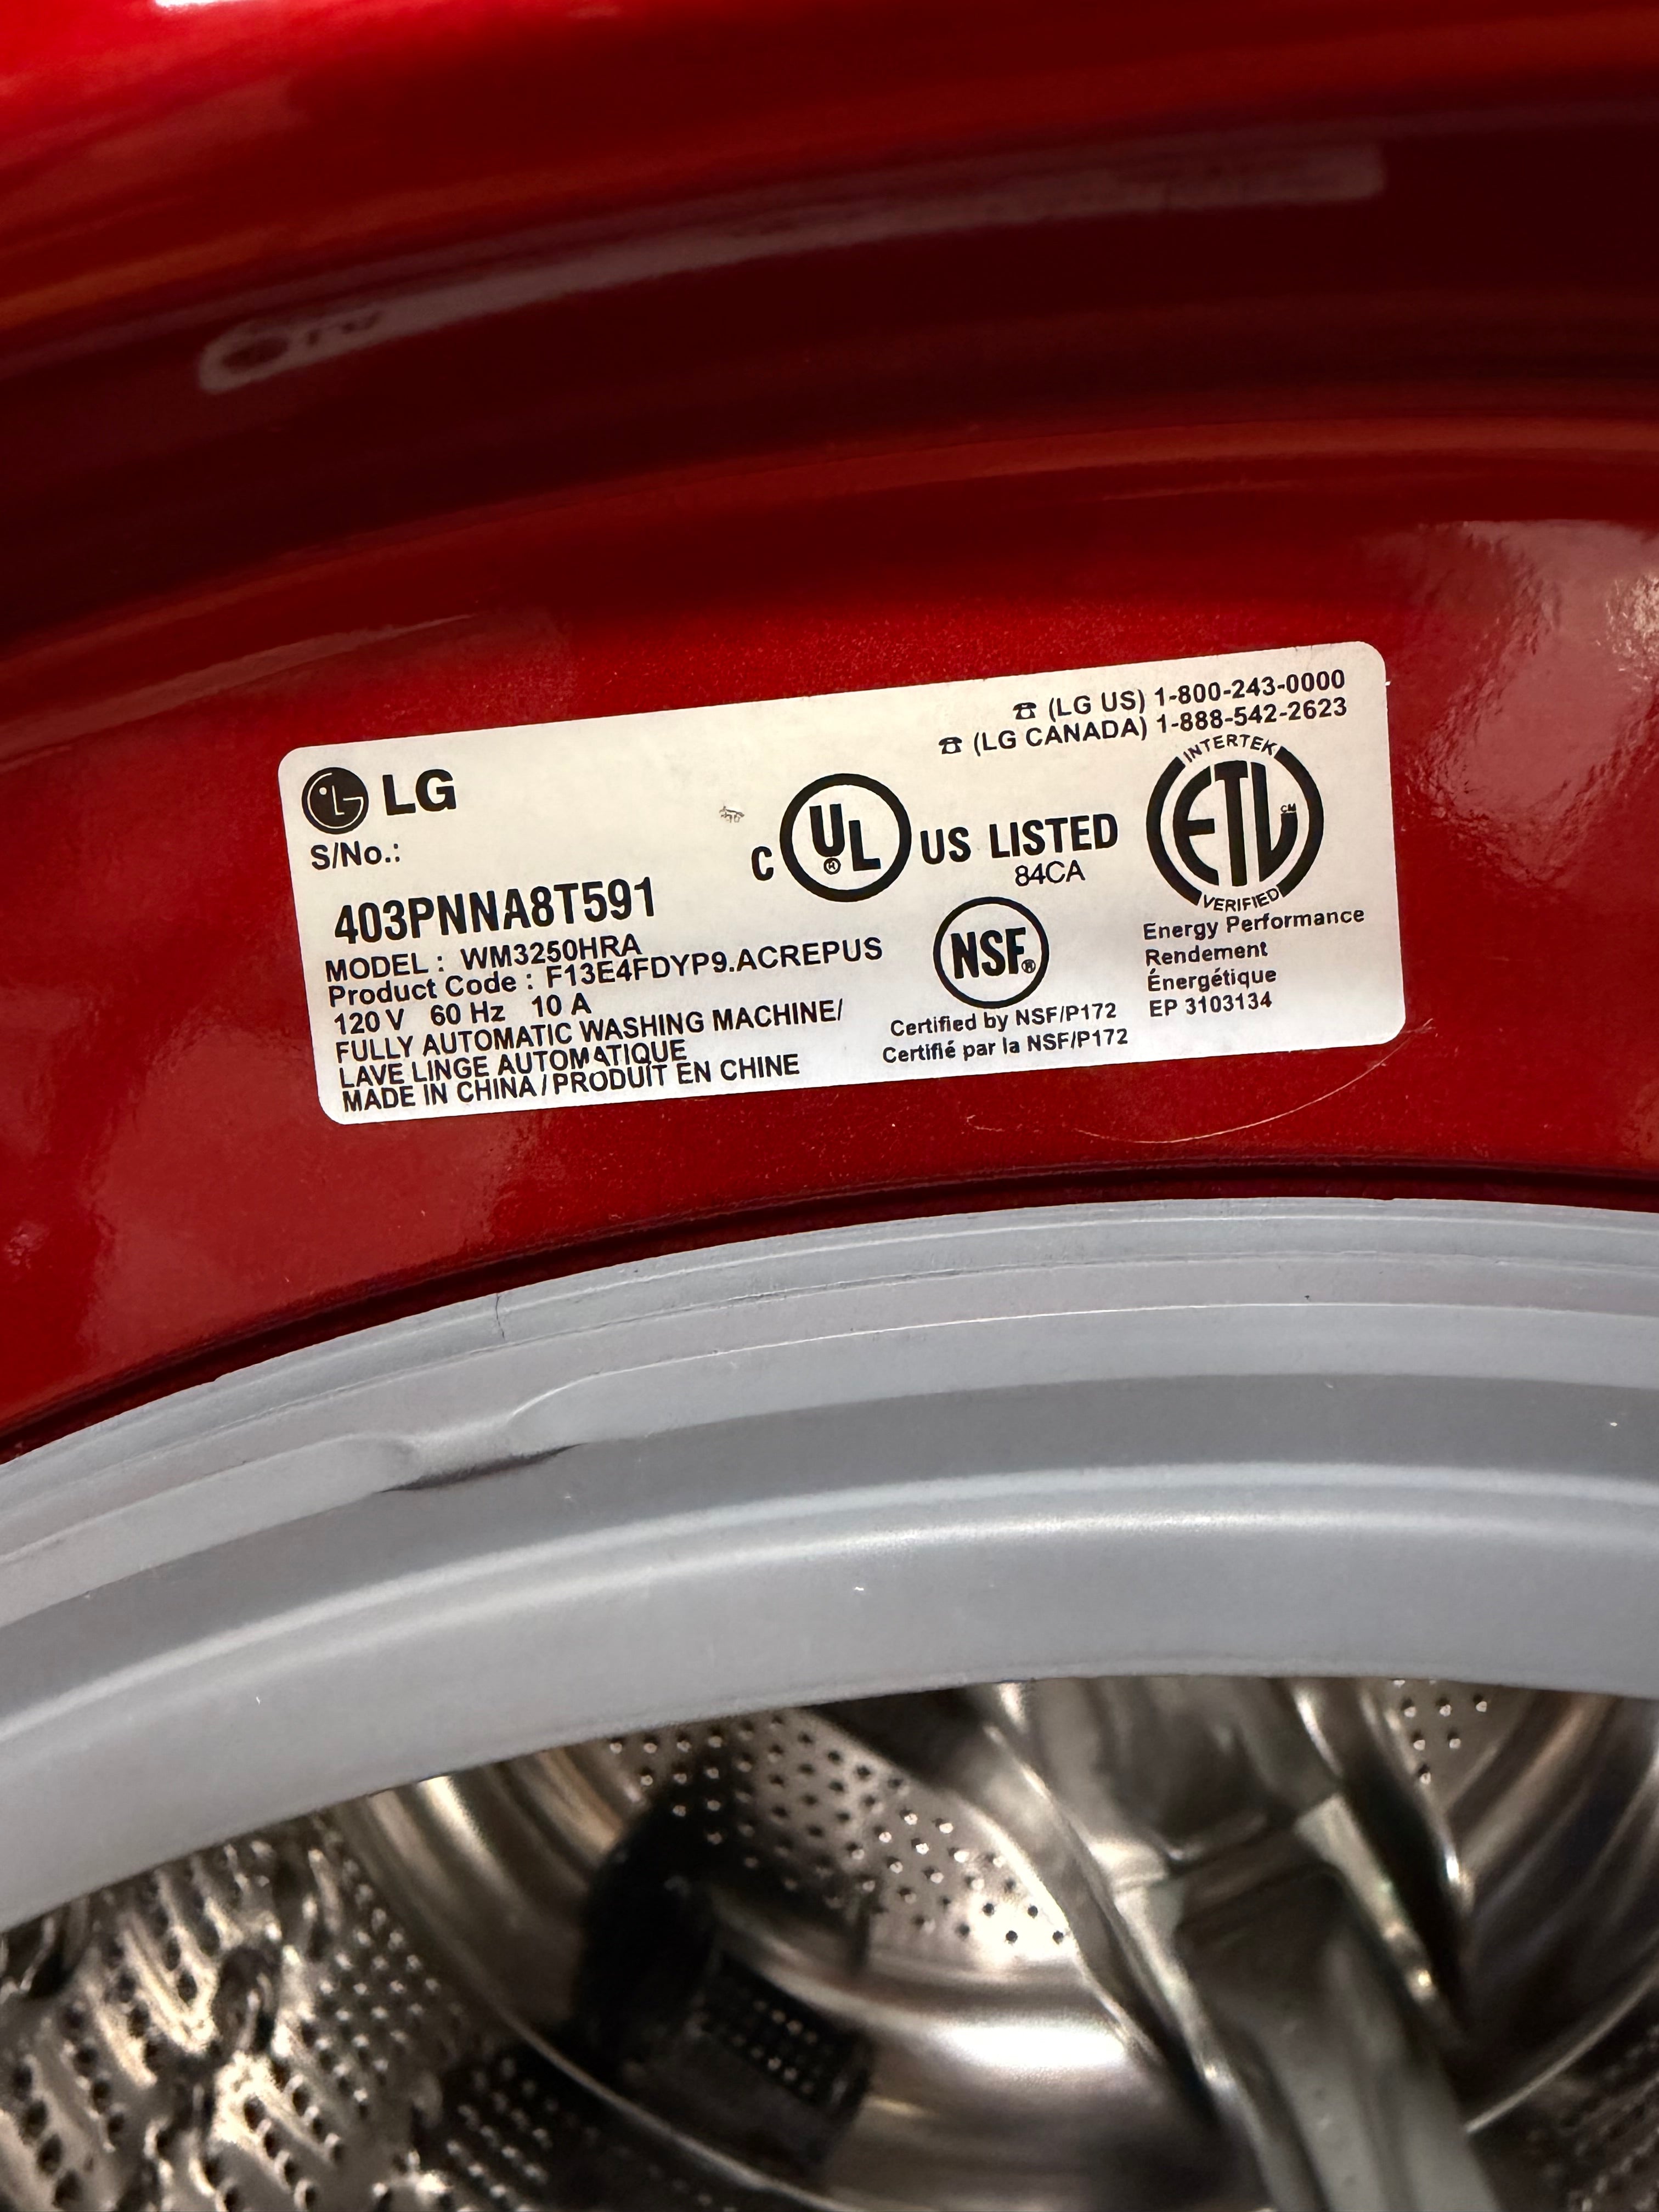 LG
S/No.:
403PNNA8T591
MODEL : WM3250HRA
Product Code : F13E4FDYP9.ACREPUS
120 V 60 Hz 10 A
FULLY AUTOMATIC WASHING MACHINE/
LAVE LINGE AUTOMATIQUE
MADE IN CHINA / PRODUIT EN CHINE
☎ (LG US) 1-800-243-0000
☎ (LG CANADA) 1-888-542-2623
C UL® US LISTED
84CA
NSF®
Certified by NSF/P172
Certifié par la NSF/P172
INTERTEK
ETL CM
VERIFIED
Energy Performance
Rendement
Énergétique
EP 3103134